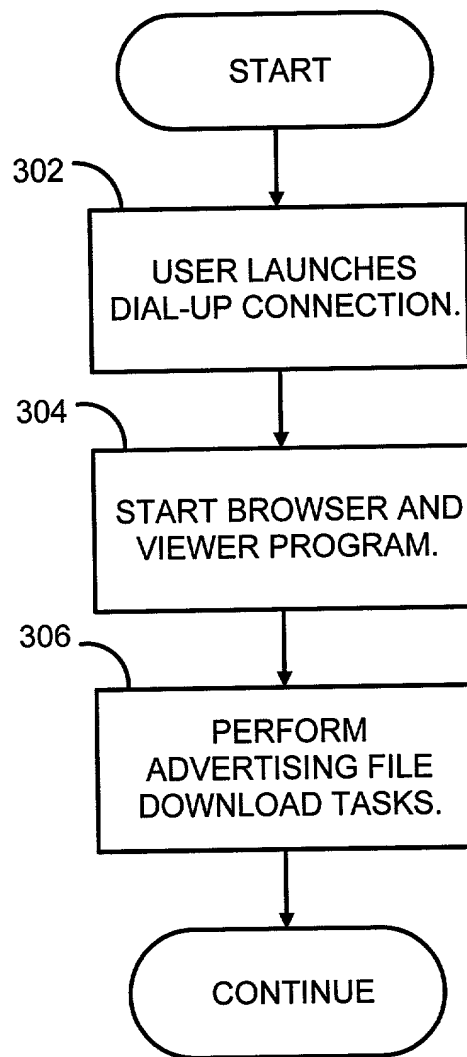 START
302
USER LAUNCHES
DIAL-UP CONNECTION.
304
START BROWSER AND
VIEWER PROGRAM.
306
PERFORM
ADVERTISING FILE
DOWNLOAD TASKS.
CONTINUE